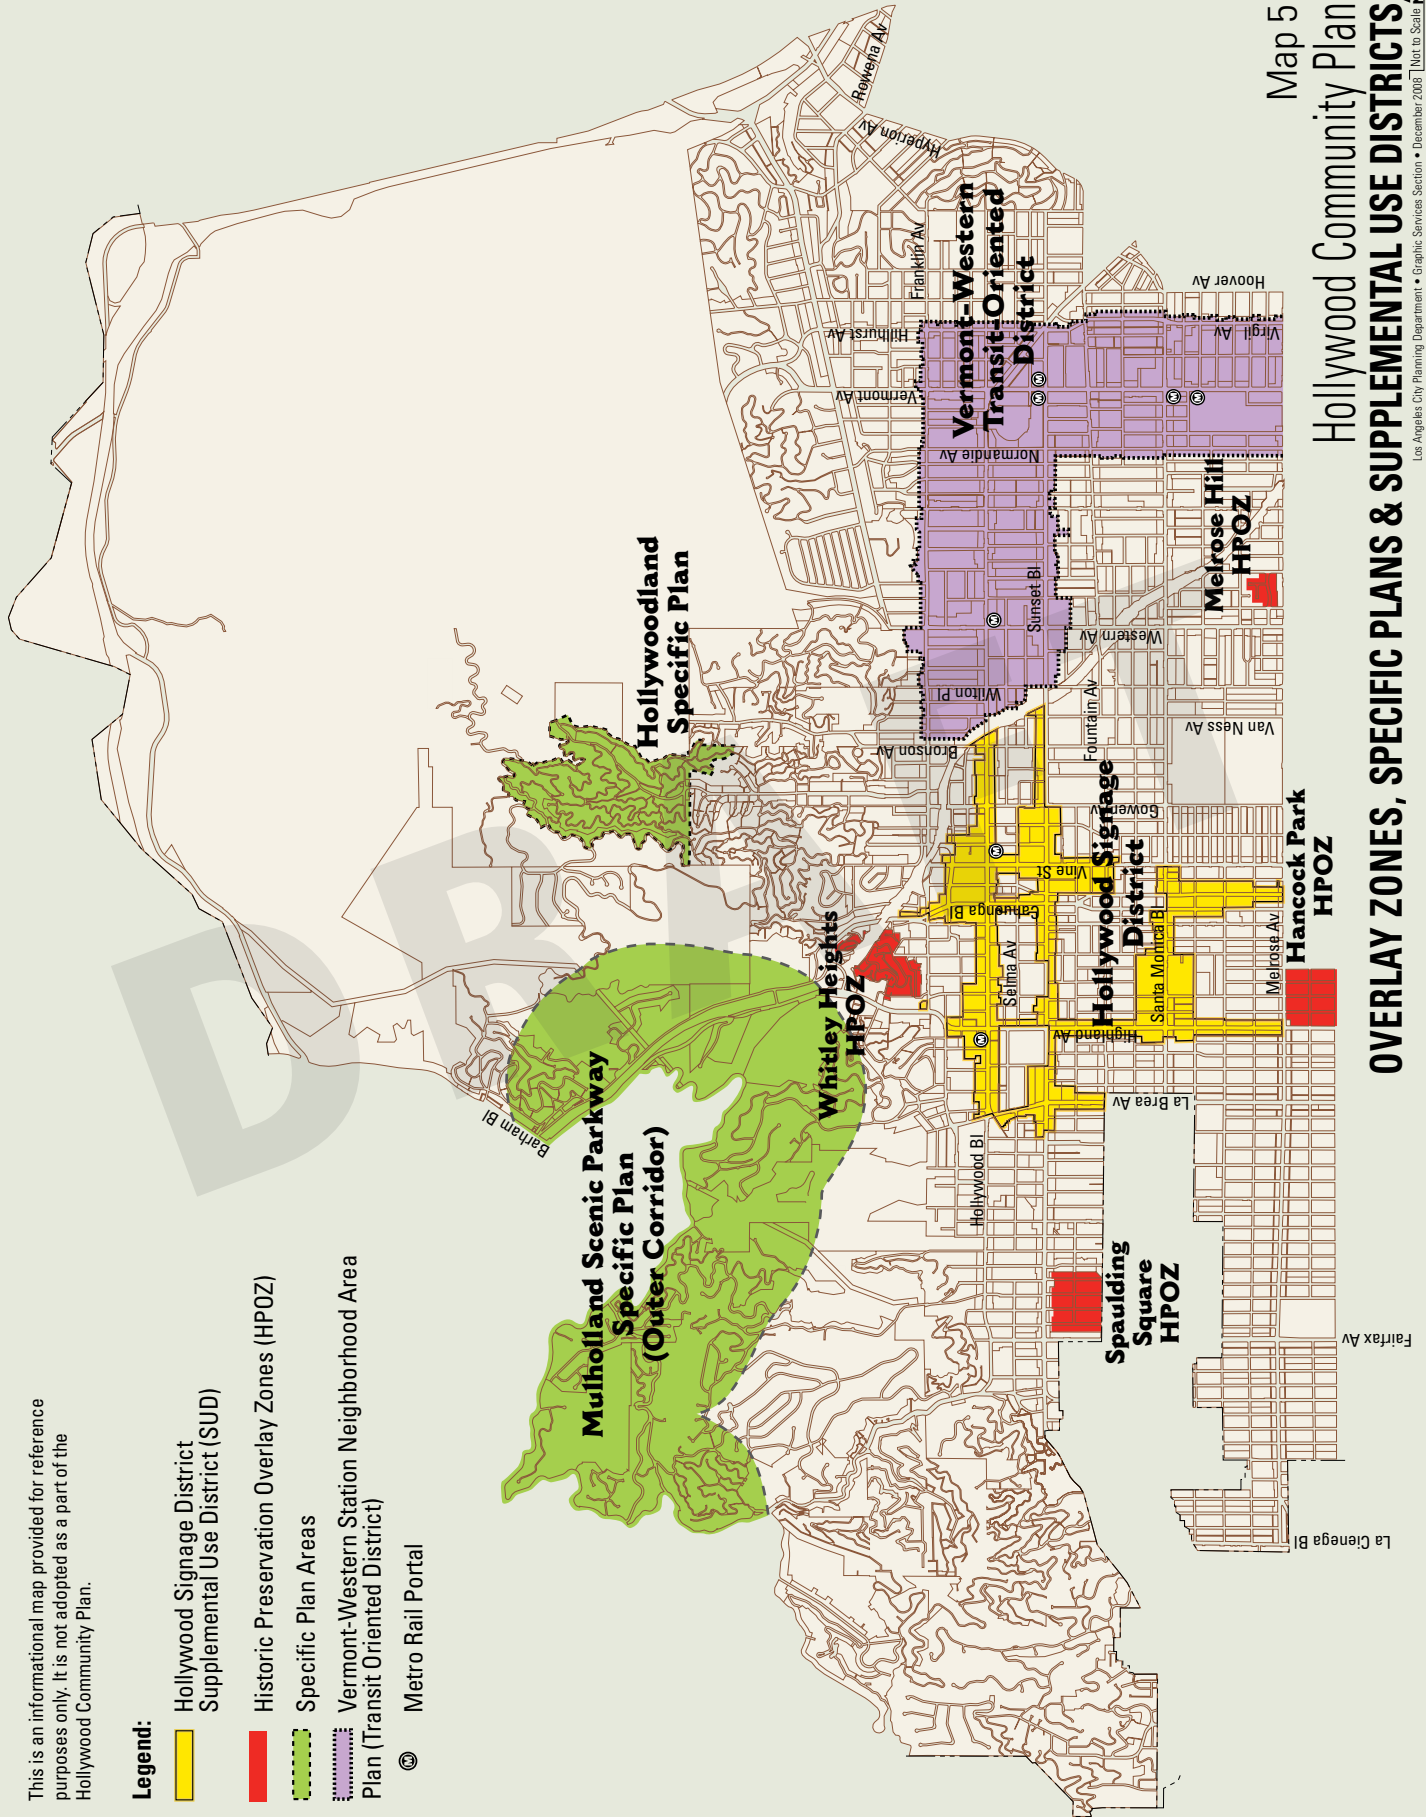 This is an informational map provided for reference
purposes only. It is not adopted as a part of the
Hollywood Community Plan.
Legend:
Hollywood Signage District
Supplemental Use District (SUD)
Historic Preservation Overlay Zones (HPOZ)
Specific Plan Areas
Vermont-Western Station Neighborhood Area
Plan (Transit Oriented District)
Metro Rail Portal
DRAFT
Mulholland Scenic Parkway
Specific Plan
(Outer Corridor)
Hollywoodland
Specific Plan
Whitley Heights
HPOZ
Vermont-Western
Transit-Oriented
District
Hollywood Signage
District
Spaulding
Square
HPOZ
Melrose Hill
HPOZ
Hancock Park
HPOZ
Barham Bl
Rowena Av
Hyperion Av
Franklin Av
Hillhurst Av
Vermont Av
Normandie Av
Hoover Av
Virgil Av
Sunset Bl
Western Av
Wilton Pl
Bronson Av
Fountain Av
Van Ness Av
Gower Av
Vine St
Cahuenga Bl
Selma Av
Santa Monica Bl
Melrose Av
Highland Av
La Brea Av
Hollywood Bl
Fairfax Av
La Cienega Bl
Map 5
Hollywood Community Plan
OVERLAY ZONES, SPECIFIC PLANS & SUPPLEMENTAL USE DISTRICTS
Los Angeles City Planning Department • Graphic Services Section • December 2008
Not to Scale